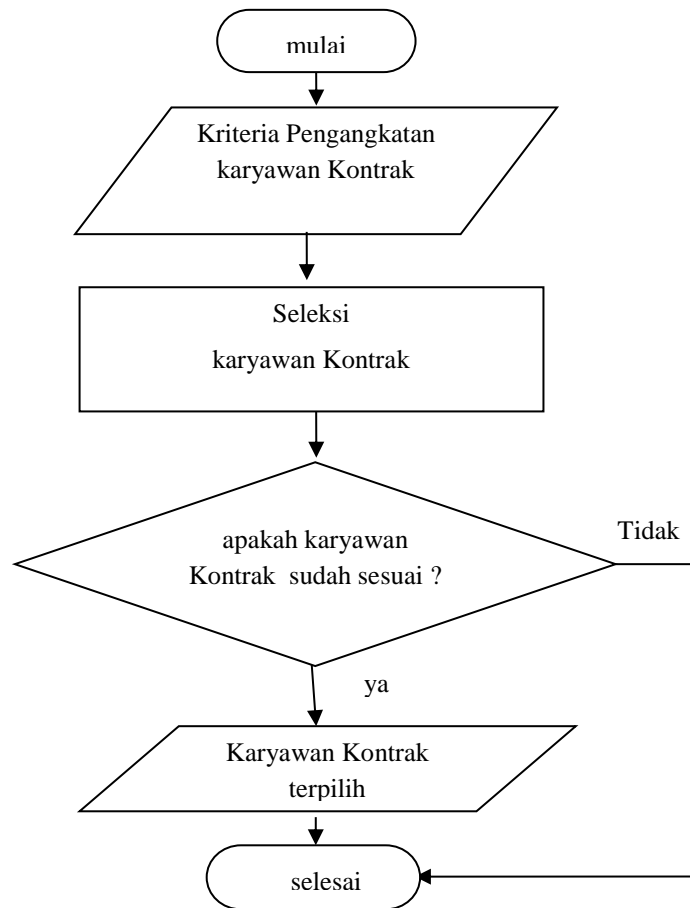 mulai
Kriteria Pengangkatan
karyawan Kontrak
Seleksi
karyawan Kontrak
apakah karyawan
Kontrak sudah sesuai ?
Tidak
ya
Karyawan Kontrak
terpilih
selesai